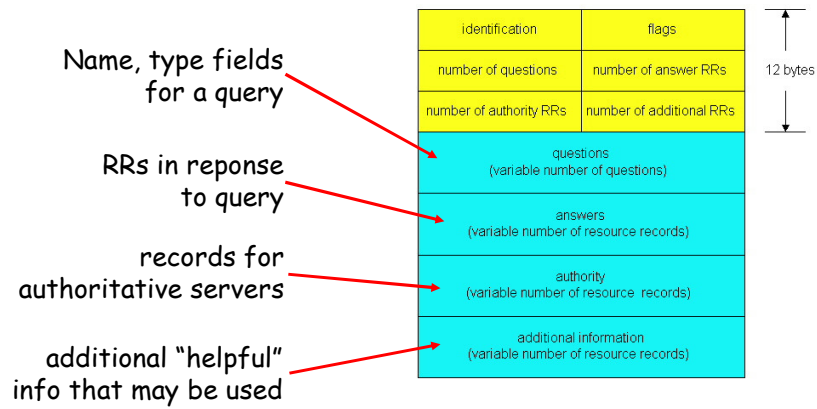 identification flags
Name, type fields
for a query
number of questions number of answer RRs 12 bytes
number of authority RRs number of additional RRs
questions
(variable number of questions)
RRs in reponse
to query
answers
(variable number of resource records)
records for
authoritative servers
authority
(variable number of resource records)
additional information
(variable number of resource records)
additional “helpful”
info that may be used